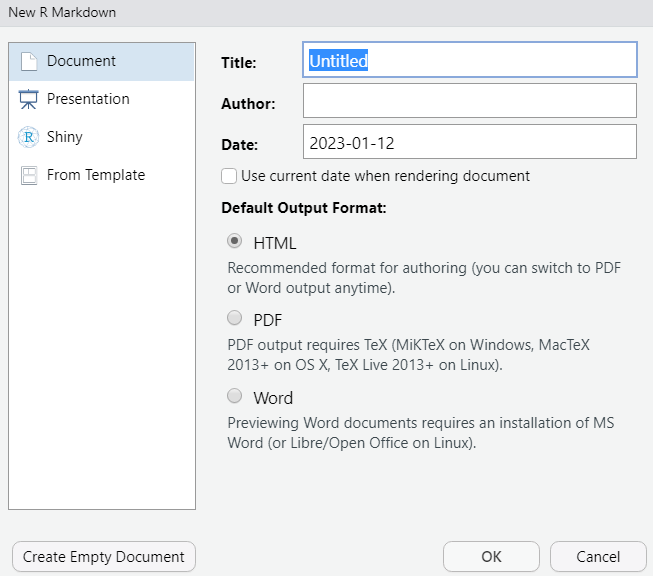 New R Markdown
Document
Presentation
R Shiny
From Template
Title: Untitled
Author:
Date: 2023-01-12
Use current date when rendering document
Default Output Format:
HTML
Recommended format for authoring (you can switch to PDF
or Word output anytime).
PDF
PDF output requires TeX (MiKTeX on Windows, MacTeX
2013+ on OS X, TeX Live 2013+ on Linux).
Word
Previewing Word documents requires an installation of MS
Word (or Libre/Open Office on Linux).
Create Empty Document OK Cancel